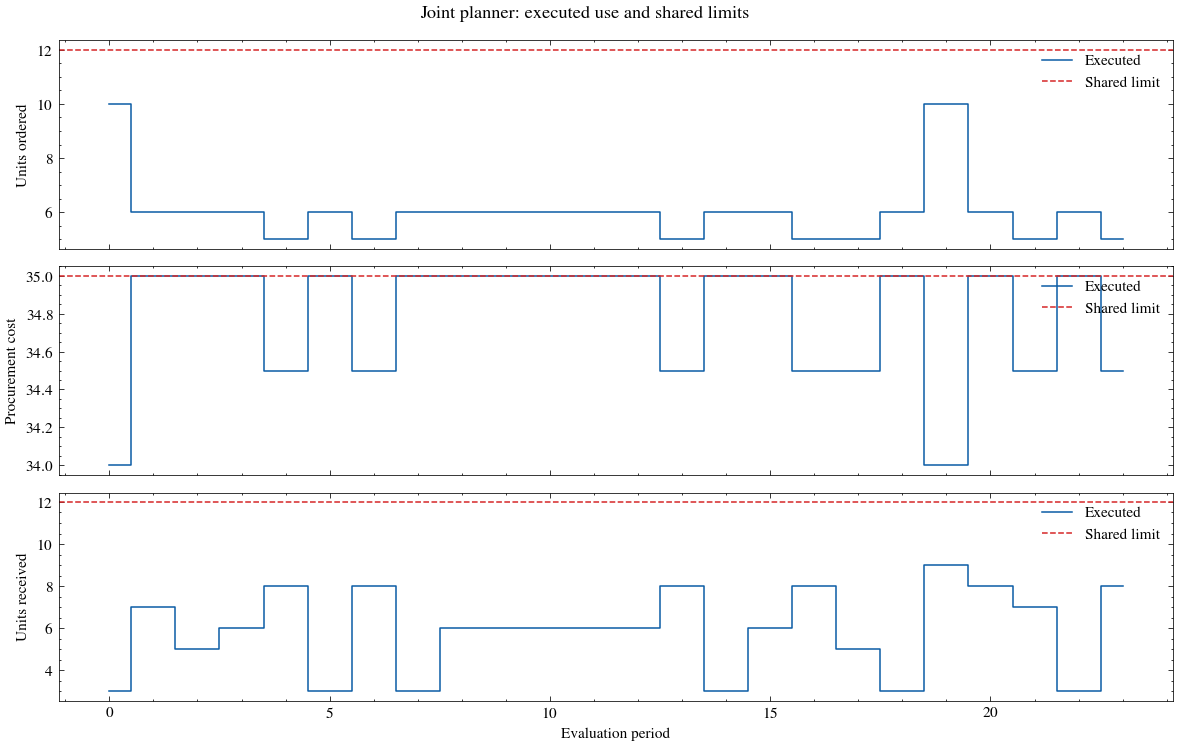 Joint planner: executed use and shared limits
12
10
8
6
Units ordered
Executed
Shared limit
35.0
34.8
34.6
34.4
34.2
34.0
Procurement cost
Executed
Shared limit
12
10
8
6
4
Units received
Executed
Shared limit
0 5 10 15 20
Evaluation period